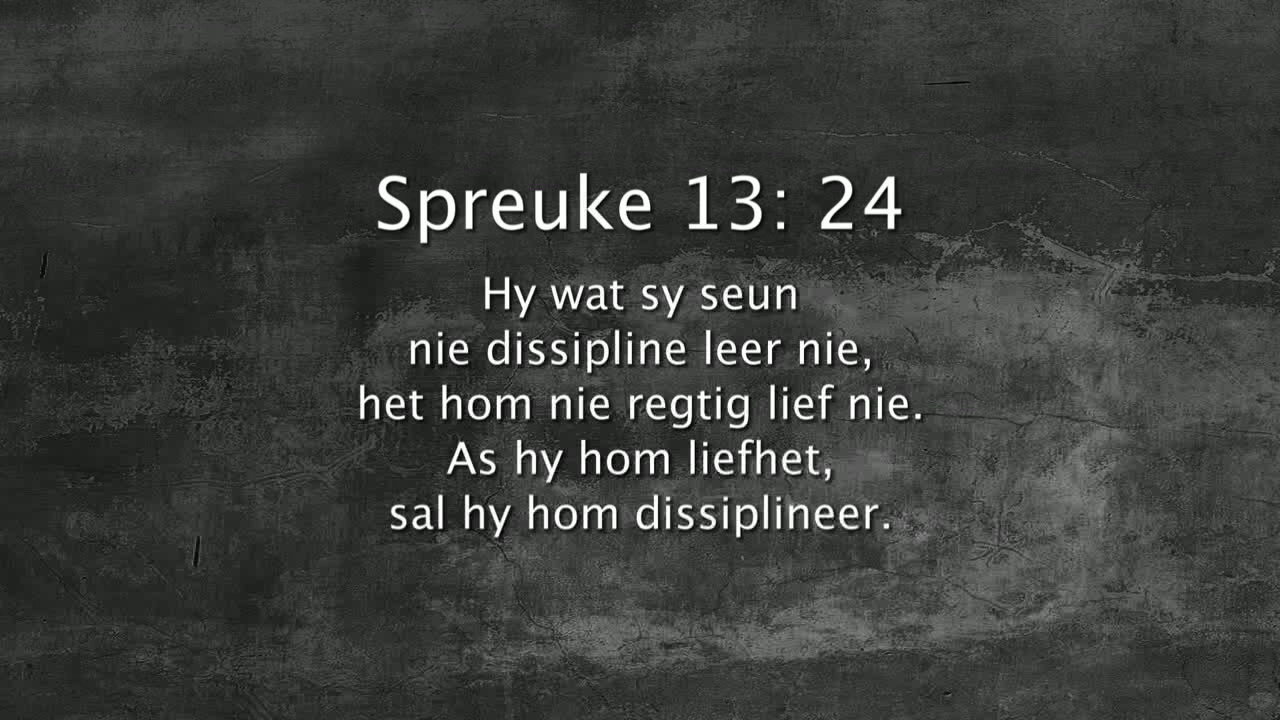 Spreuke 13: 24
Hy wat sy seun
nie dissipline leer nie,
het hom nie regtig lief nie.
As hy hom liefhet,
sal hy hom dissiplineer.